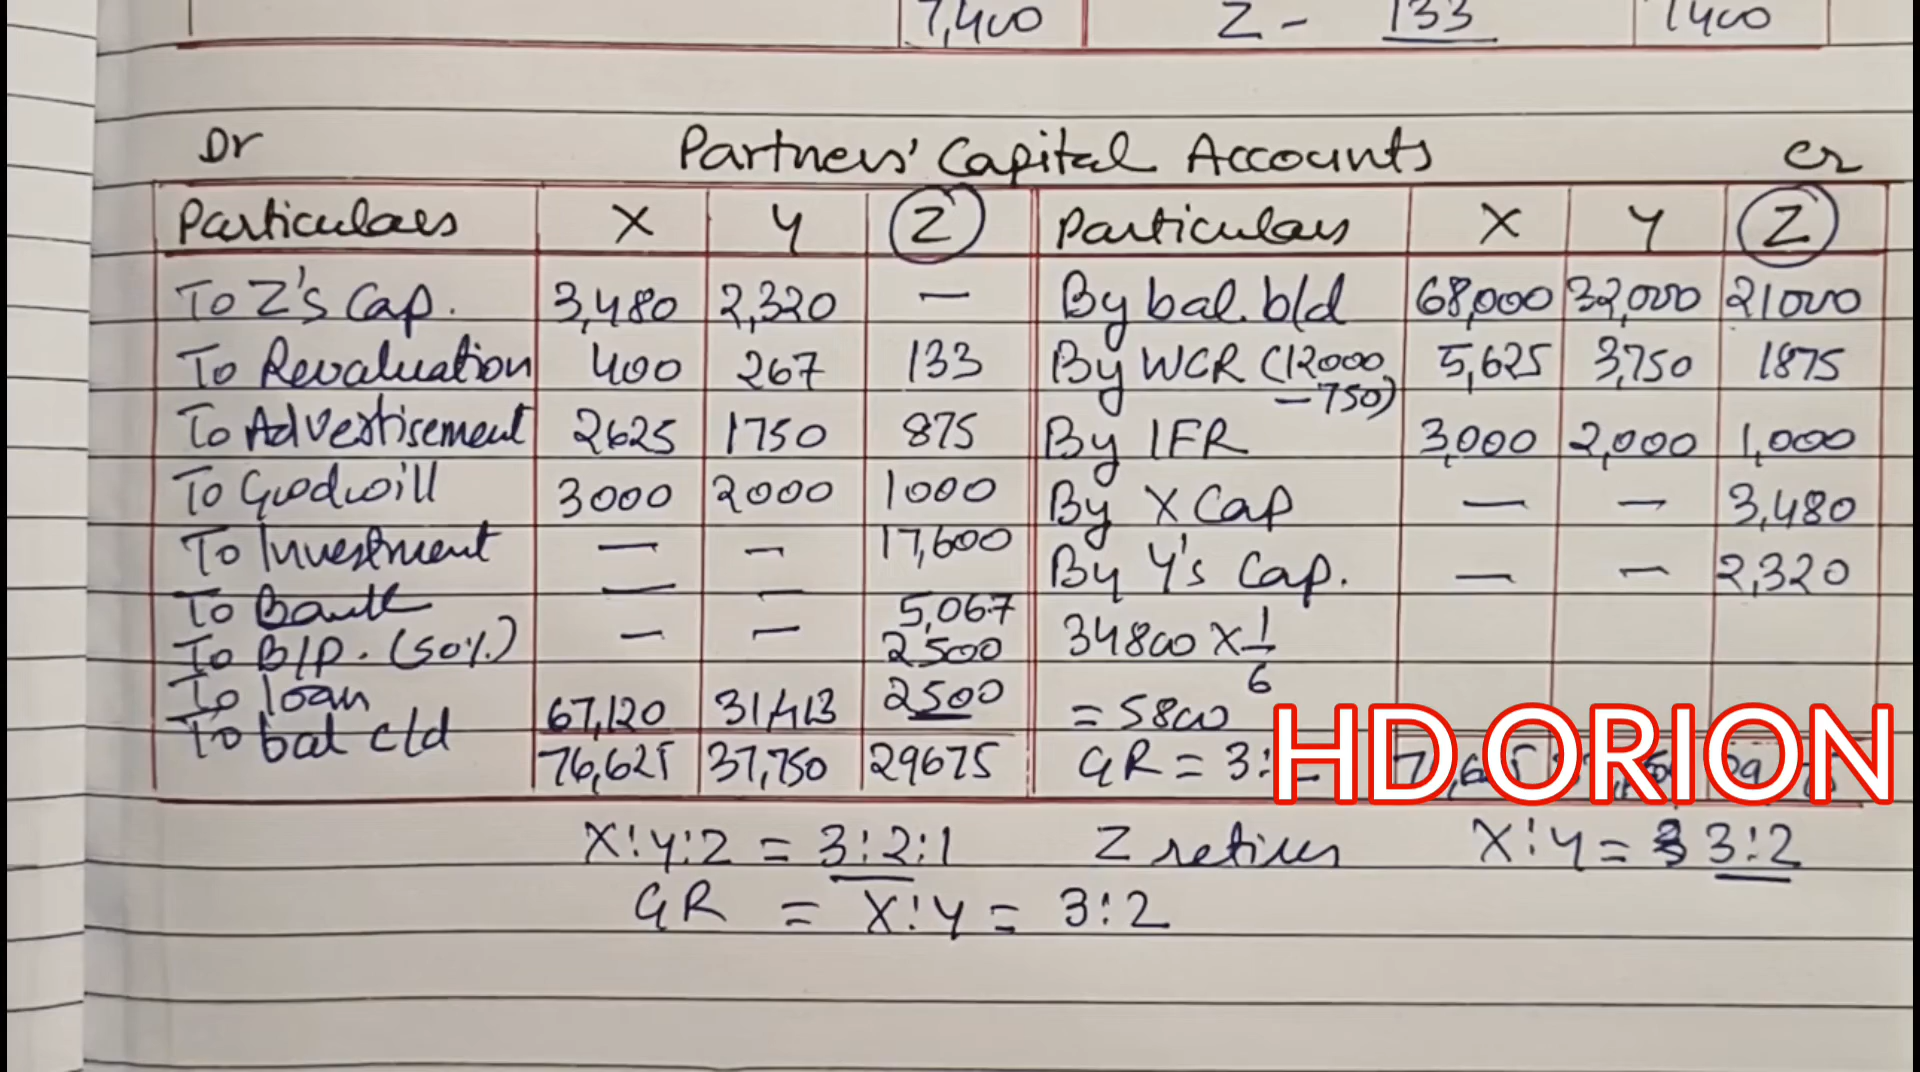 7,400 Z - 133 7400
Dr Partners' Capital Accounts Cr
Particulars X Y Z Particulars X Y Z
To Z's Cap. 3,480 2,320 — By bal. b/d 68,000 32,000 21000
To Revaluation 400 267 133 By WCR (12000 5,625 3,750 1875
- 750)
To Advertisement 2625 1750 875 By IFR 3,000 2,000 1,000
To Goodwill 3000 2000 1000 By X Cap — — 3,480
To Investment — — 17,600 By Y's Cap. — — 2,320
To Bank — — 5,067
To B/P. (50%) — — 2500 34800 X 1/6
To loan 2500
= 5800
To bal c/d 67,120 31,413
76,625 37,750 29675 GR = 3:
HD ORION
X:Y:Z = 3:2:1 Z retires X:Y = 3:2
GR = X:Y = 3:2